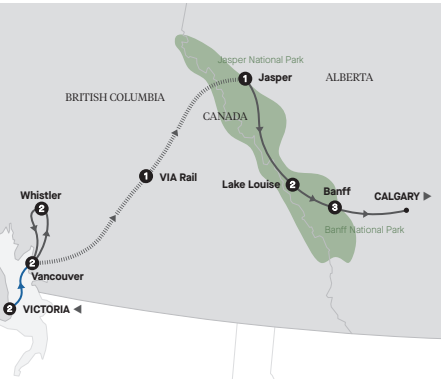 Jasper National Park
1 Jasper
ALBERTA
BRITISH COLUMBIA
CANADA
1 VIA Rail
Lake Louise 2
Banff
3
CALGARY ▶
Whistler
2
Banff National Park
2
Vancouver
2 VICTORIA ◀